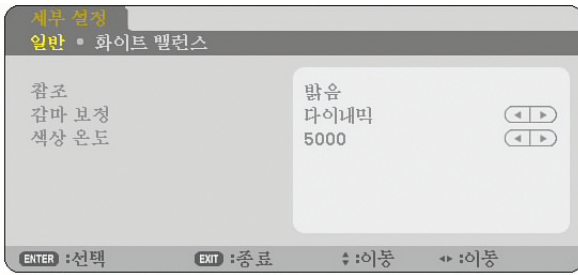 세부 설정
일반 • 화이트 밸런스
참조 밝음
감마 보정 다이내믹
색상 온도 5000
ENTER :선택 EXIT :종료 :이동 :이동